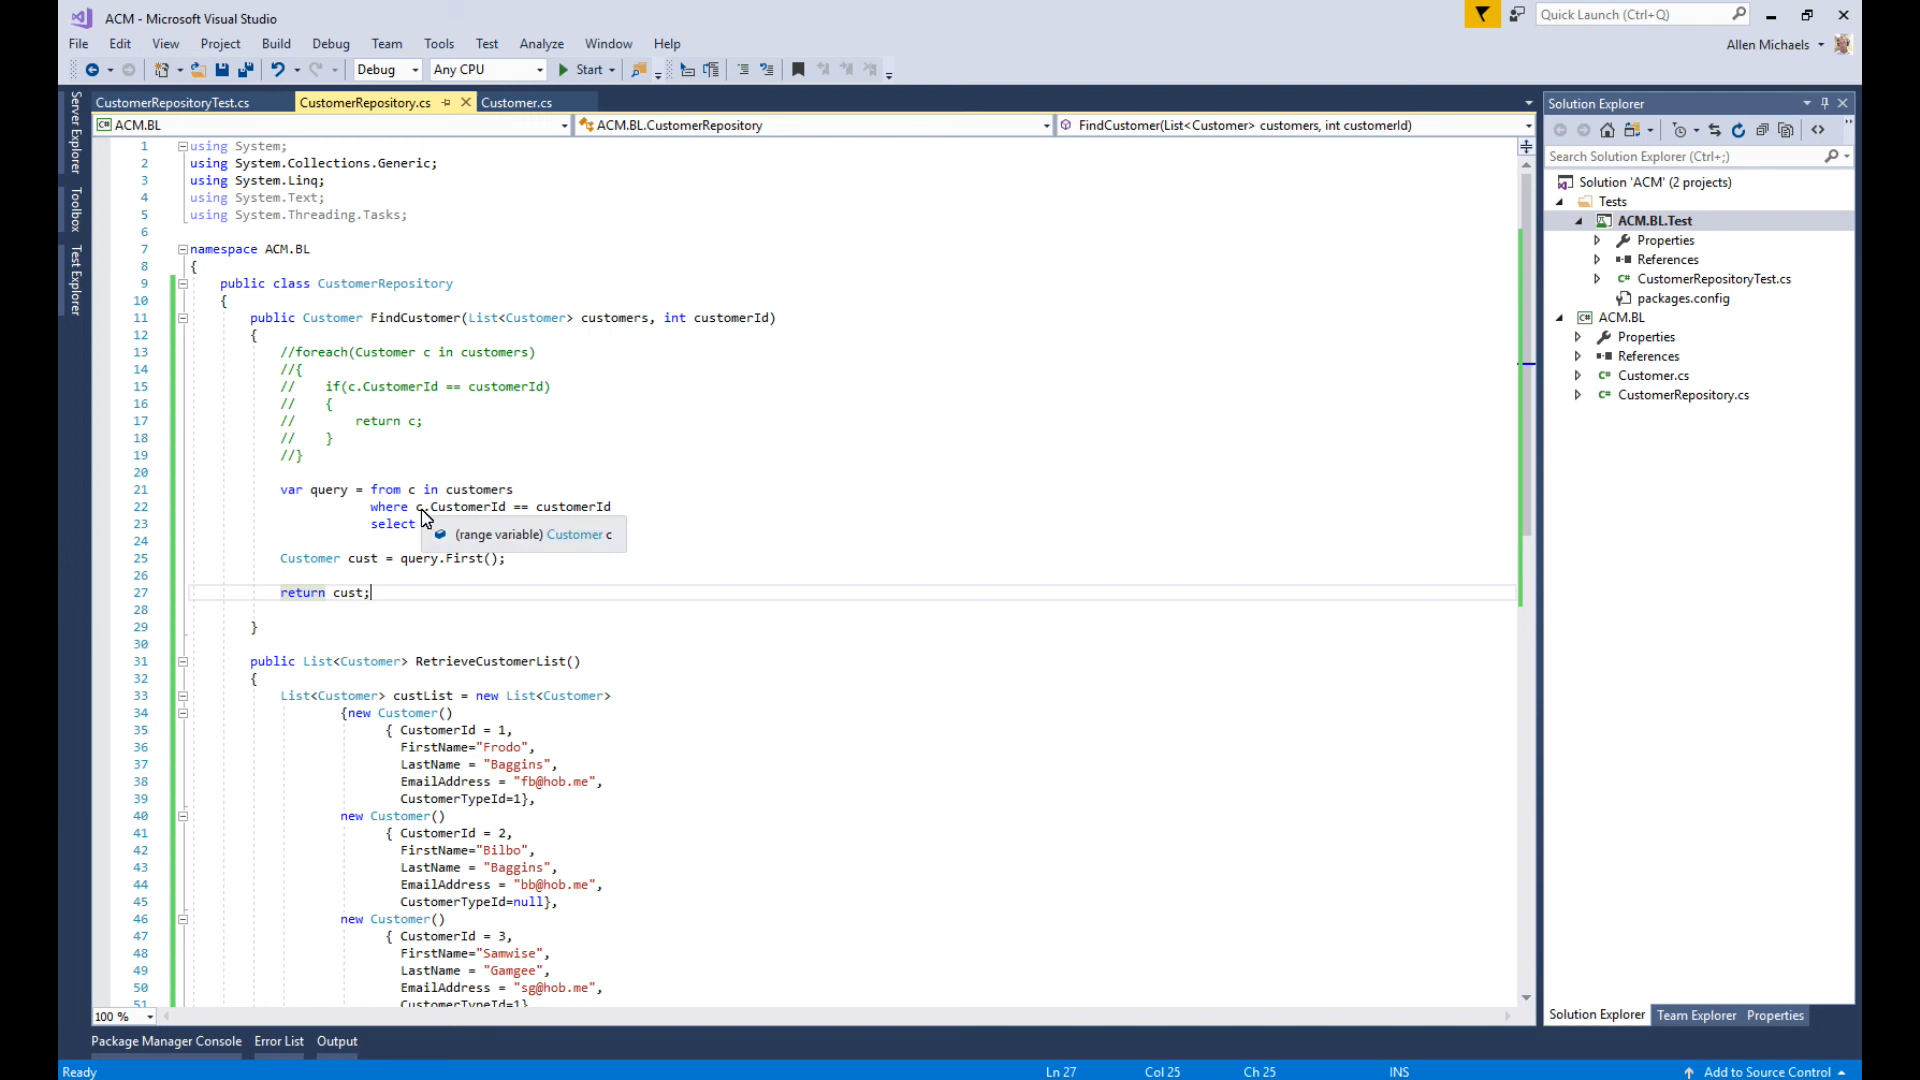 ACM - Microsoft Visual Studio
Quick Launch (Ctrl+Q)
File Edit View Project Build Debug Team Tools Test Analyze Window Help
Allen Michaels
Debug Any CPU Start
Server Explorer
Toolbox
Test Explorer
CustomerRepositoryTest.cs CustomerRepository.cs Customer.cs
ACM.BL ACM.BL.CustomerRepository FindCustomer(List<Customer> customers, int customerId)
1 using System;
2 using System.Collections.Generic;
3 using System.Linq;
4 using System.Text;
5 using System.Threading.Tasks;
6
7 namespace ACM.BL
8 {
9 public class CustomerRepository
10 {
11 public Customer FindCustomer(List<Customer> customers, int customerId)
12 {
13 //foreach(Customer c in customers)
14 //{
15 // if(c.CustomerId == customerId)
16 // {
17 // return c;
18 // }
19 //}
20
21 var query = from c in customers
22 where c.CustomerId == customerId
23 select
(range variable) Customer c
24
25 Customer cust = query.First();
26
27 return cust;
28
29 }
30
31 public List<Customer> RetrieveCustomerList()
32 {
33 List<Customer> custList = new List<Customer>
34 {new Customer()
35 { CustomerId = 1,
36 FirstName="Frodo",
37 LastName = "Baggins",
38 EmailAddress = "fb@hob.me",
39 CustomerTypeId=1},
40 new Customer()
41 { CustomerId = 2,
42 FirstName="Bilbo",
43 LastName = "Baggins",
44 EmailAddress = "bb@hob.me",
45 CustomerTypeId=null},
46 new Customer()
47 { CustomerId = 3,
48 FirstName="Samwise",
49 LastName = "Gamgee",
50 EmailAddress = "sg@hob.me",
51 CustomerTypeId=1}
100 %
Solution Explorer
Search Solution Explorer (Ctrl+;)
Solution 'ACM' (2 projects)
Tests
ACM.BL.Test
Properties
References
C# CustomerRepositoryTest.cs
packages.config
C# ACM.BL
Properties
References
C# Customer.cs
C# CustomerRepository.cs
Solution Explorer Team Explorer Properties
Package Manager Console Error List Output
Ready Ln 27 Col 25 Ch 25 INS Add to Source Control